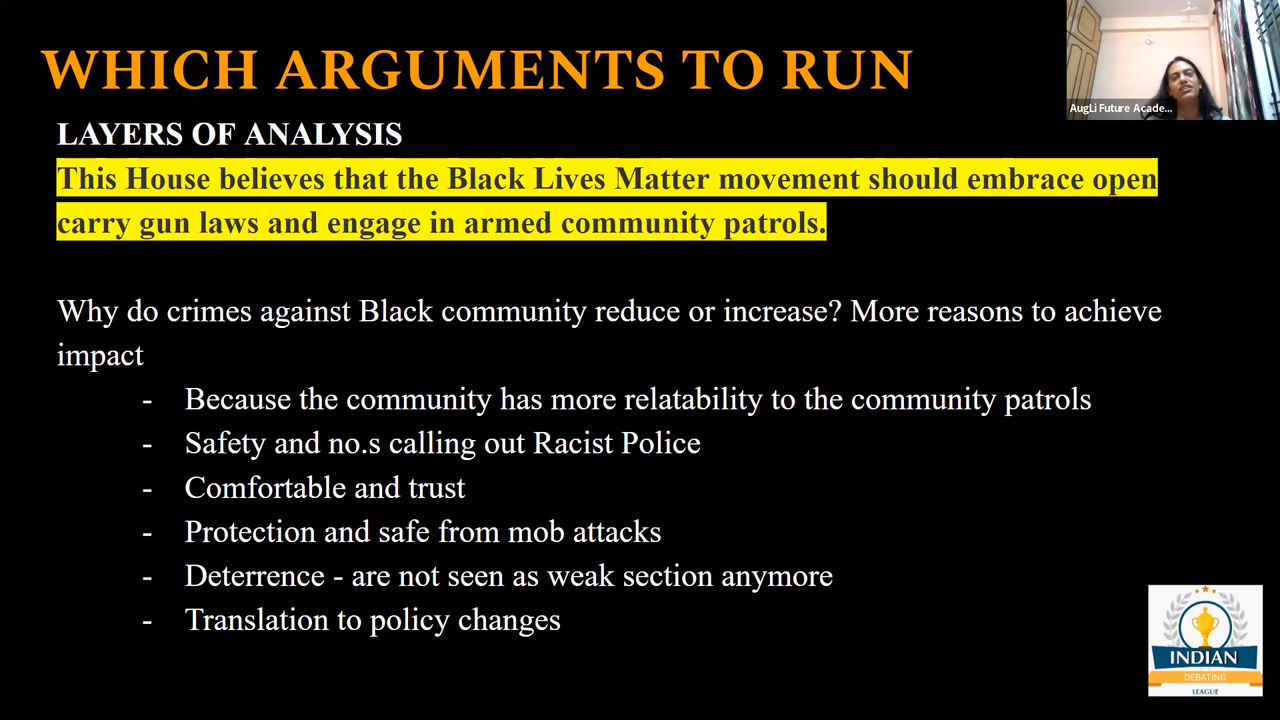 WHICH ARGUMENTS TO RUN
AugLi Future Acade...
LAYERS OF ANALYSIS
This House believes that the Black Lives Matter movement should embrace open
carry gun laws and engage in armed community patrols.
Why do crimes against Black community reduce or increase? More reasons to achieve
impact
- Because the community has more relatability to the community patrols
- Safety and no.s calling out Racist Police
- Comfortable and trust
- Protection and safe from mob attacks
- Deterrence - are not seen as weak section anymore
- Translation to policy changes
INDIAN
DEBATING
LEAGUE